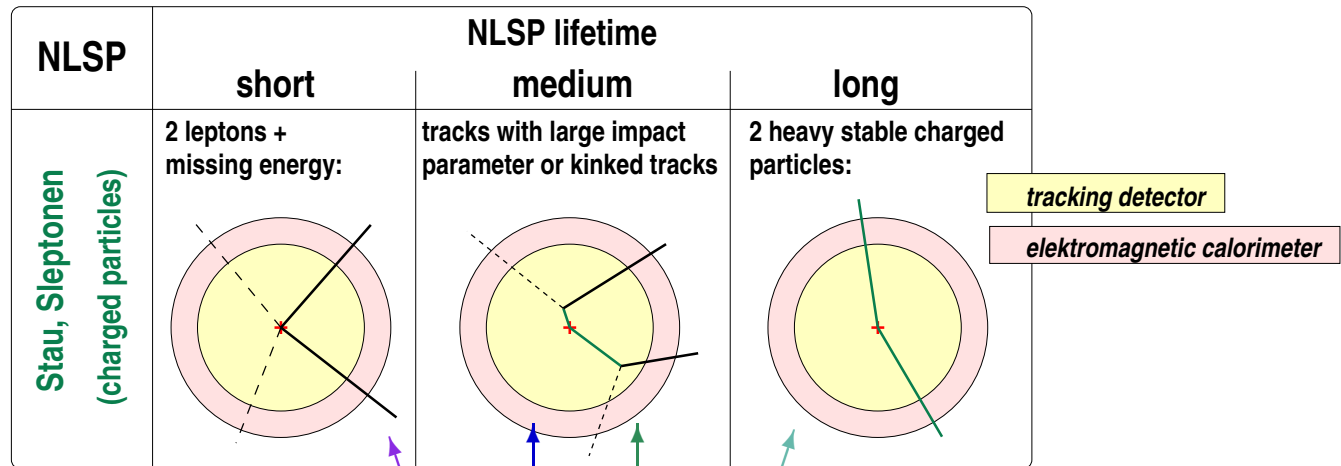 NLSP
NLSP lifetime
short
medium
long
Stau, Sleptonen
(charged particles)
2 leptons +
missing energy:
tracks with large impact
parameter or kinked tracks
2 heavy stable charged
particles:
tracking detector
elektromagnetic calorimeter